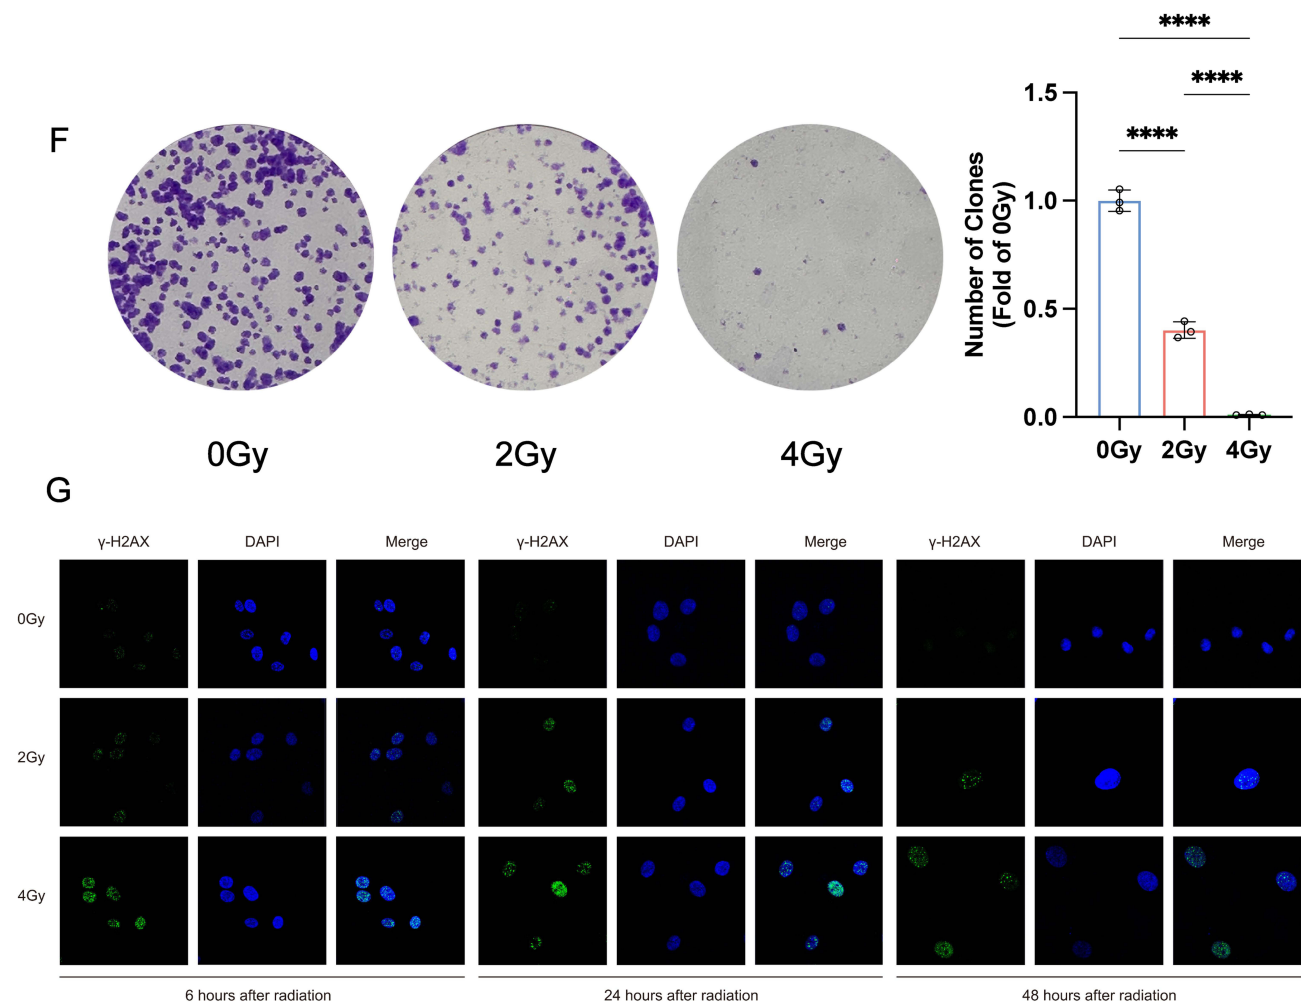 F
0Gy
2Gy
4Gy
****
****
****
Number of Clones
(Fold of 0Gy)
1.5
1.0
0.5
0.0
0Gy 2Gy 4Gy
G
γ-H2AX DAPI Merge γ-H2AX DAPI Merge γ-H2AX DAPI Merge
0Gy
2Gy
4Gy
6 hours after radiation 24 hours after radiation 48 hours after radiation